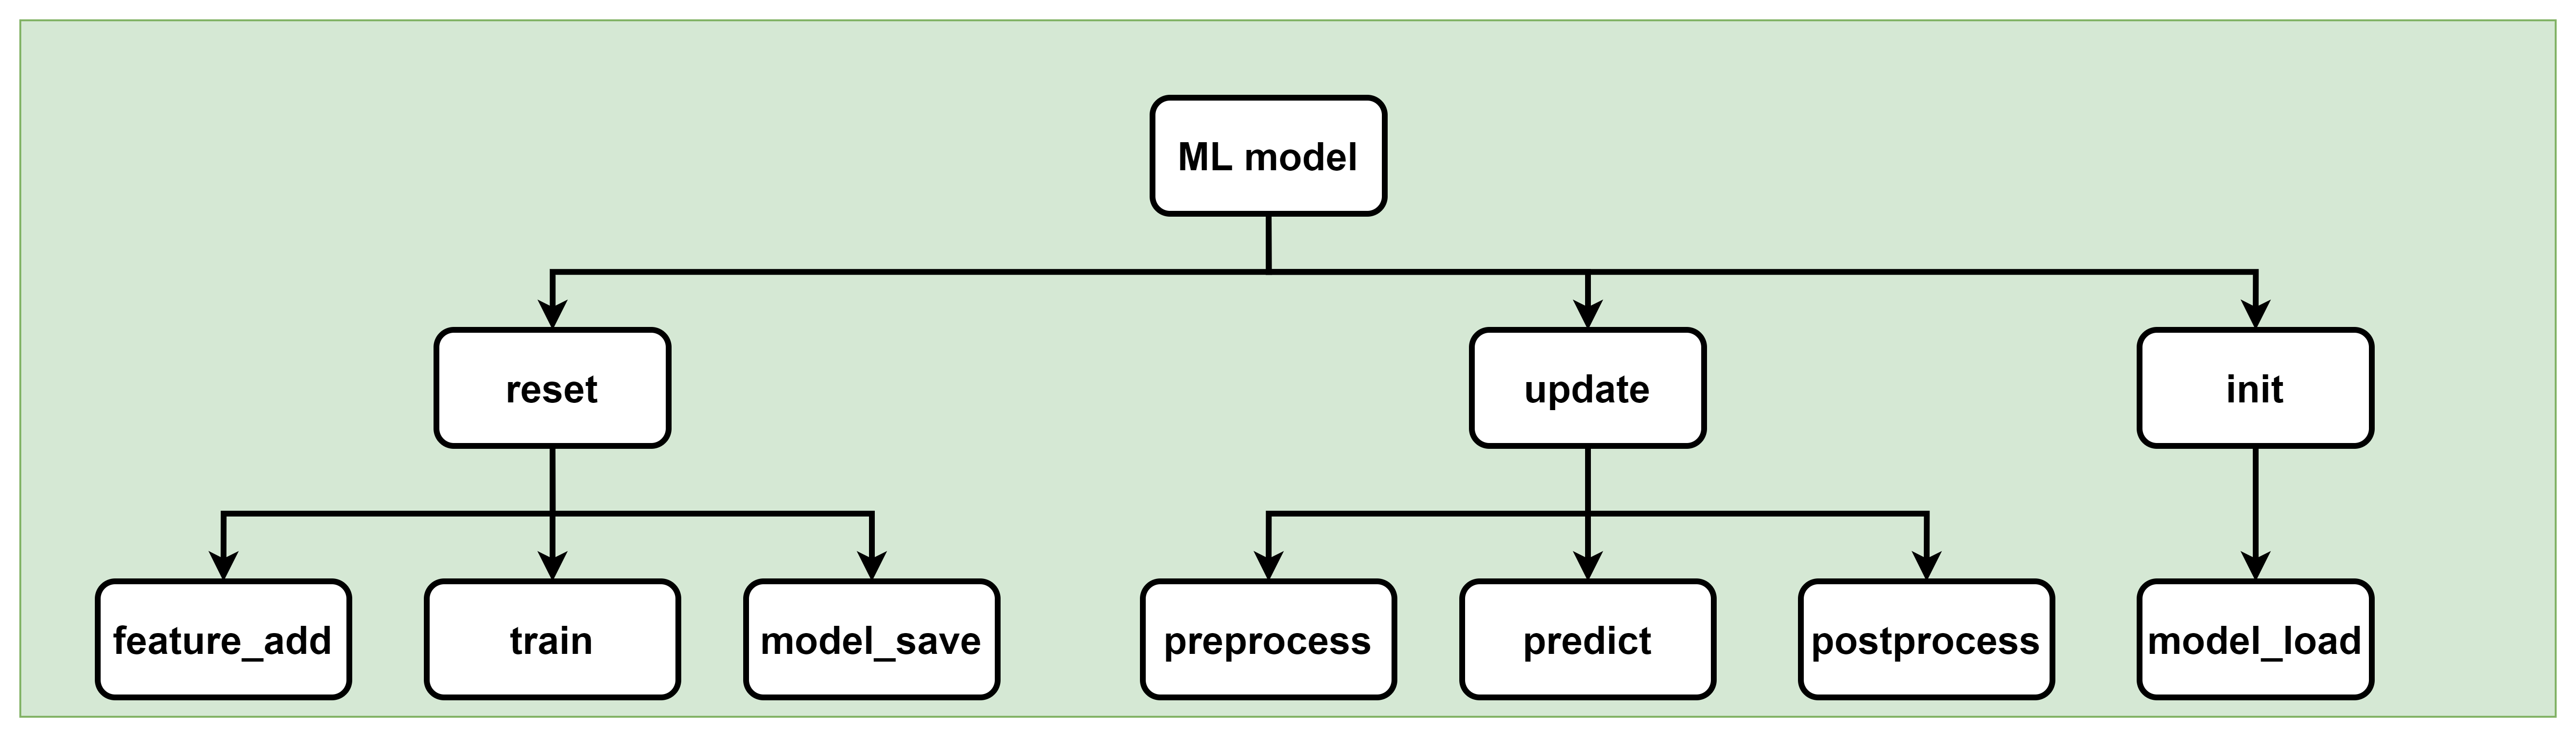 ML model
reset
update
init
feature_add
train
model_save
preprocess
predict
postprocess
model_load